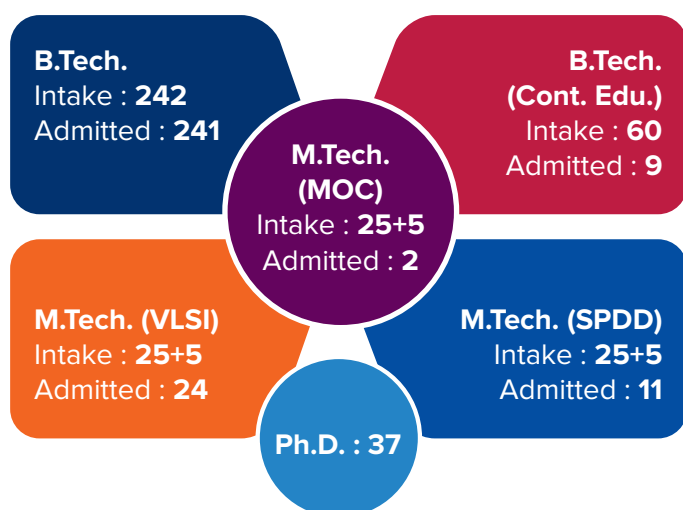 B.Tech.
Intake : 242
Admitted : 241
B.Tech.
(Cont. Edu.)
Intake : 60
Admitted : 9
M.Tech.
(MOC)
Intake : 25+5
Admitted : 2
M.Tech. (VLSI)
Intake : 25+5
Admitted : 24
M.Tech. (SPDD)
Intake : 25+5
Admitted : 11
Ph.D. : 37